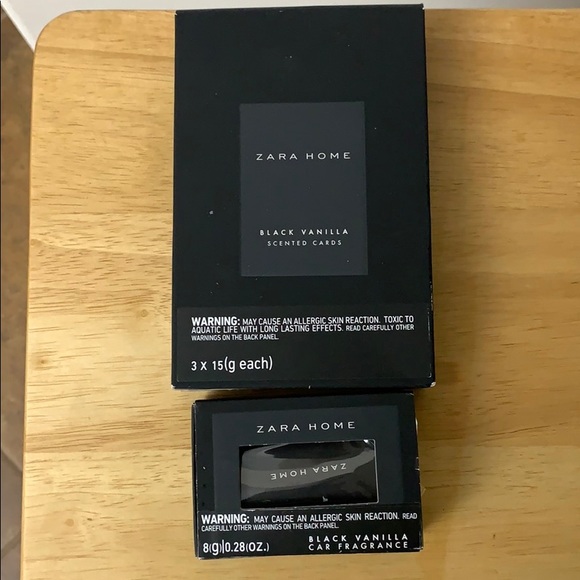 ZARA HOME
BLACK VANILLA
SCENTED CARDS
WARNING: MAY CAUSE AN ALLERGIC SKIN REACTION. TOXIC TO
AQUATIC LIFE WITH LONG LASTING EFFECTS. READ CAREFULLY OTHER
WARNINGS ON THE BACK PANEL.
3 X 15(g each)
ZARA HOME
ZARA HOME
WARNING: MAY CAUSE AN ALLERGIC SKIN REACTION. READ
CAREFULLY OTHER WARNINGS ON THE BACK PANEL.
8(g)|0.28(OZ.)
BLACK VANILLA
CAR FRAGRANCE